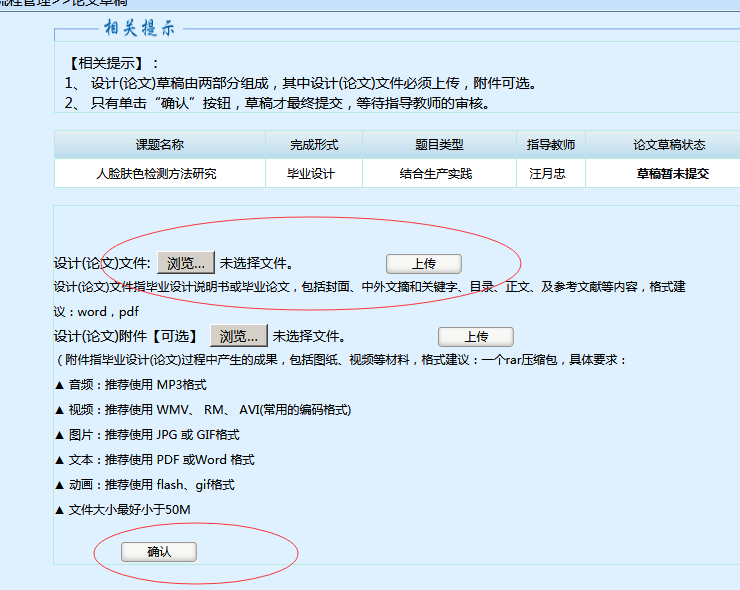 流程管理>>论文草稿
相关提示
【相关提示】：
1、 设计(论文)草稿由两部分组成，其中设计(论文)文件必须上传，附件可选。
2、 只有单击“确认”按钮，草稿才最终提交，等待指导教师的审核。
课题名称 完成形式 题目类型 指导教师 论文草稿状态
人脸肤色检测方法研究 毕业设计 结合生产实践 汪月忠 草稿暂未提交
设计(论文)文件: 浏览... 未选择文件。 上传
设计(论文)文件指毕业设计说明书或毕业论文，包括封面、中外文摘和关键字、目录、正文、及参考文献等内容，格式建
议：word，pdf
设计(论文)附件【可选】 浏览... 未选择文件。 上传
（附件指毕业设计(论文)过程中产生的成果，包括图纸、视频等材料，格式建议：一个rar压缩包，具体要求：
▲ 音频：推荐使用 MP3格式
▲ 视频：推荐使用 WMV、 RM、 AVI(常用的编码格式)
▲ 图片：推荐使用 JPG 或 GIF格式
▲ 文本：推荐使用 PDF 或Word 格式
▲ 动画：推荐使用 flash、gif格式
▲ 文件大小最好小于50M
确认